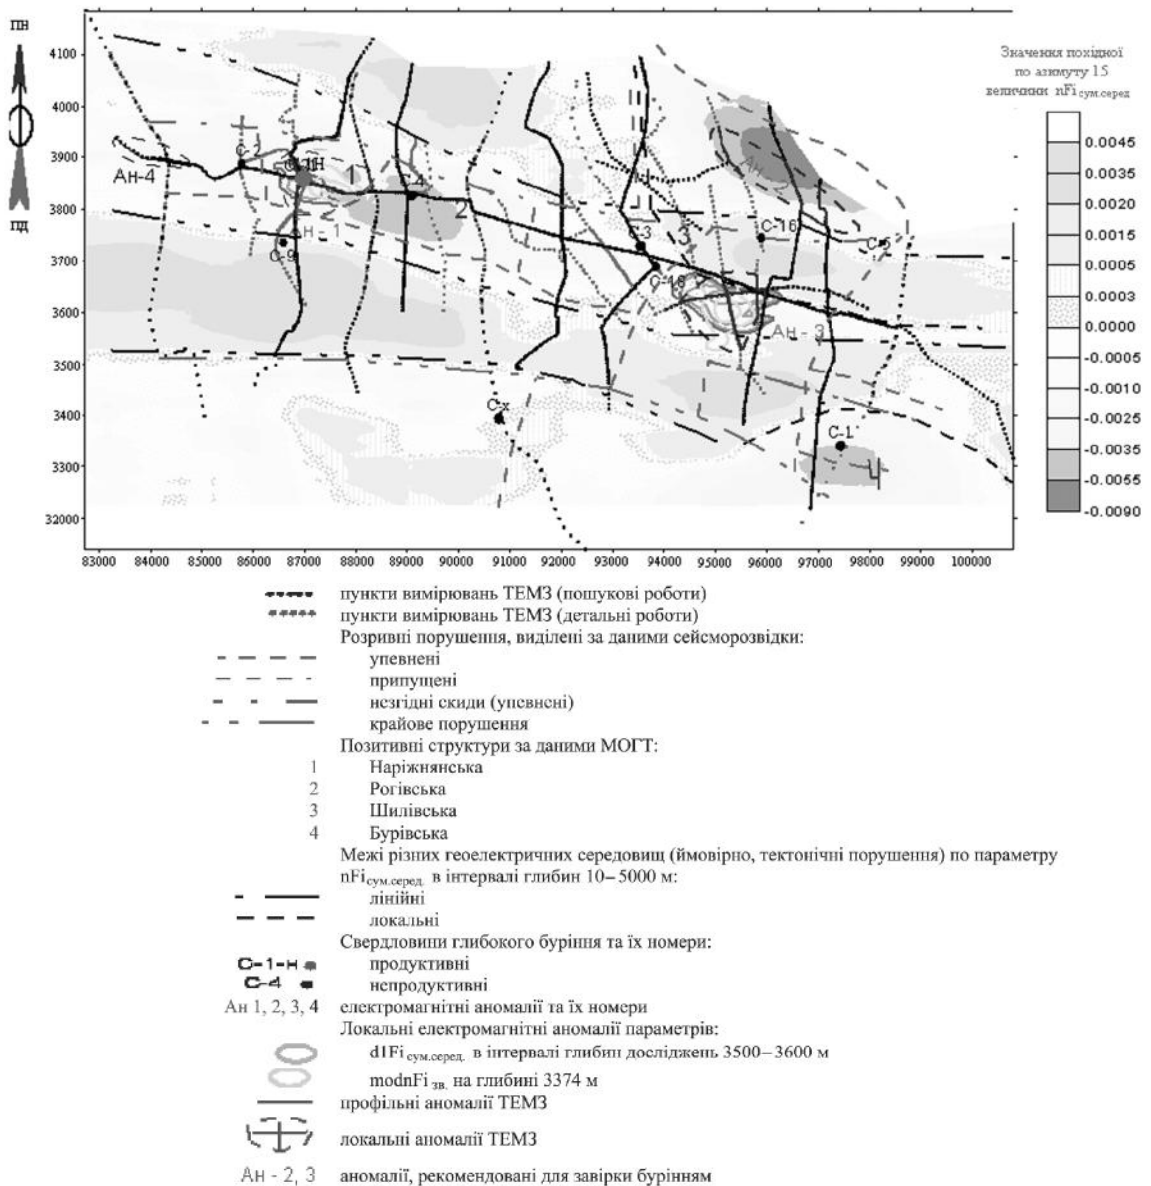 пн
пд
4100
4000
3900
3800
3700
3600
3500
3400
3300
32000
83000 84000 85000 86000 87000 88000 89000 90000 91000 92000 93000 94000 95000 96000 97000 98000 99000 100000
Ан-4
С-2
1
2
3
С-9
С-3
С-16
С-5
С-18
Ан - 3
С-х
С-1
Значення похідної
по азимуту 15
величини nFi сум.серед
0.0045
0.0035
0.0020
0.0015
0.0005
0.0003
0.0000
-0.0005
-0.0010
-0.0025
-0.0035
-0.0055
-0.0090
пункти вимірювань ТЕМЗ (пошукові роботи)
пункти вимірювань ТЕМЗ (детальні роботи)
Розривні порушення, виділені за даними сейсморозвідки:
упевнені
припущені
незгідні скиди (упевнені)
крайове порушення
Позитивні структури за даними МОГТ:
1 Наріжнянська
2 Рогівська
3 Шилівська
4 Бурівська
Межі різних геоелектричних середовищ (ймовірно, тектонічні порушення) по параметру
nFi сум.серед. в інтервалі глибин 10–5000 м:
лінійні
локальні
Свердловини глибокого буріння та їх номери:
С-1-н продуктивні
С-4 непродуктивні
Ан 1, 2, 3, 4 електромагнітні аномалії та їх номери
Локальні електромагнітні аномалії параметрів:
d1Fi сум.серед. в інтервалі глибин досліджень 3500–3600 м
modnFi зв. на глибині 3374 м
профільні аномалії ТЕМЗ
локальні аномалії ТЕМЗ
Ан - 2, 3 аномалії, рекомендовані для завірки бурінням